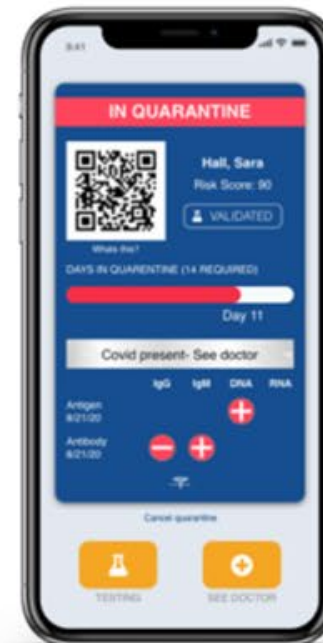 9:41
IN QUARANTINE
Hall, Sara
Risk Score: 90
VALIDATED
Whats this?
DAYS IN QUARENTINE (14 REQUIRED)
Day 11
Covid present- See doctor
IgG IgM DNA RNA
Antigen
8/21/20
Antibody
8/21/20
Cancel quarantine
TESTING
SEE DOCTOR